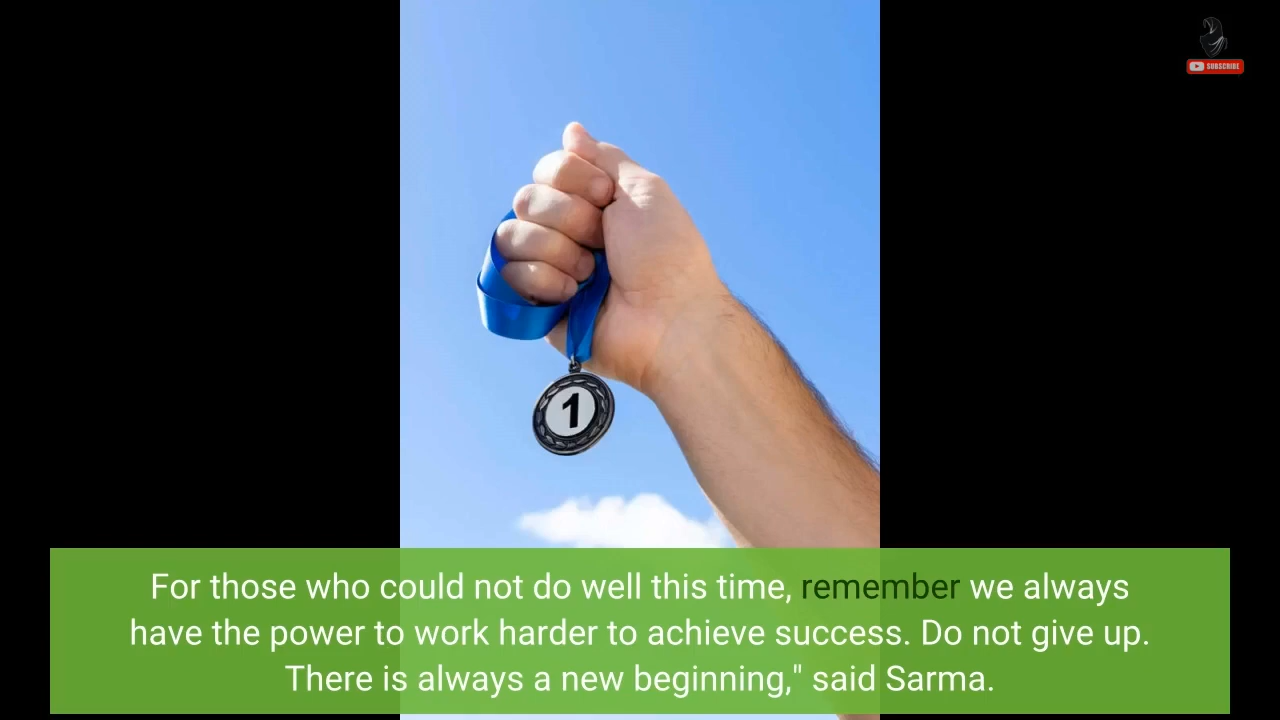 SUBSCRIBE
1
For those who could not do well this time, remember we always
have the power to work harder to achieve success. Do not give up.
There is always a new beginning," said Sarma.